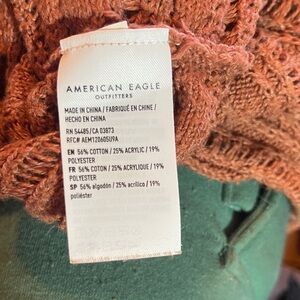 AMERICAN EAGLE
OUTFITTERS
MADE IN CHINA / FABRIQUÉ EN CHINE /
HECHO EN CHINA
RN 54485/CA 03873
RFC# AEM120605U9A
EN 56% COTTON / 25% ACRYLIC / 19%
POLYESTER
FR 56% COTTON / 25% ACRYLIQUE / 19%
POLYESTER
SP 56% algodón / 25% acrílico / 19%
poliéster